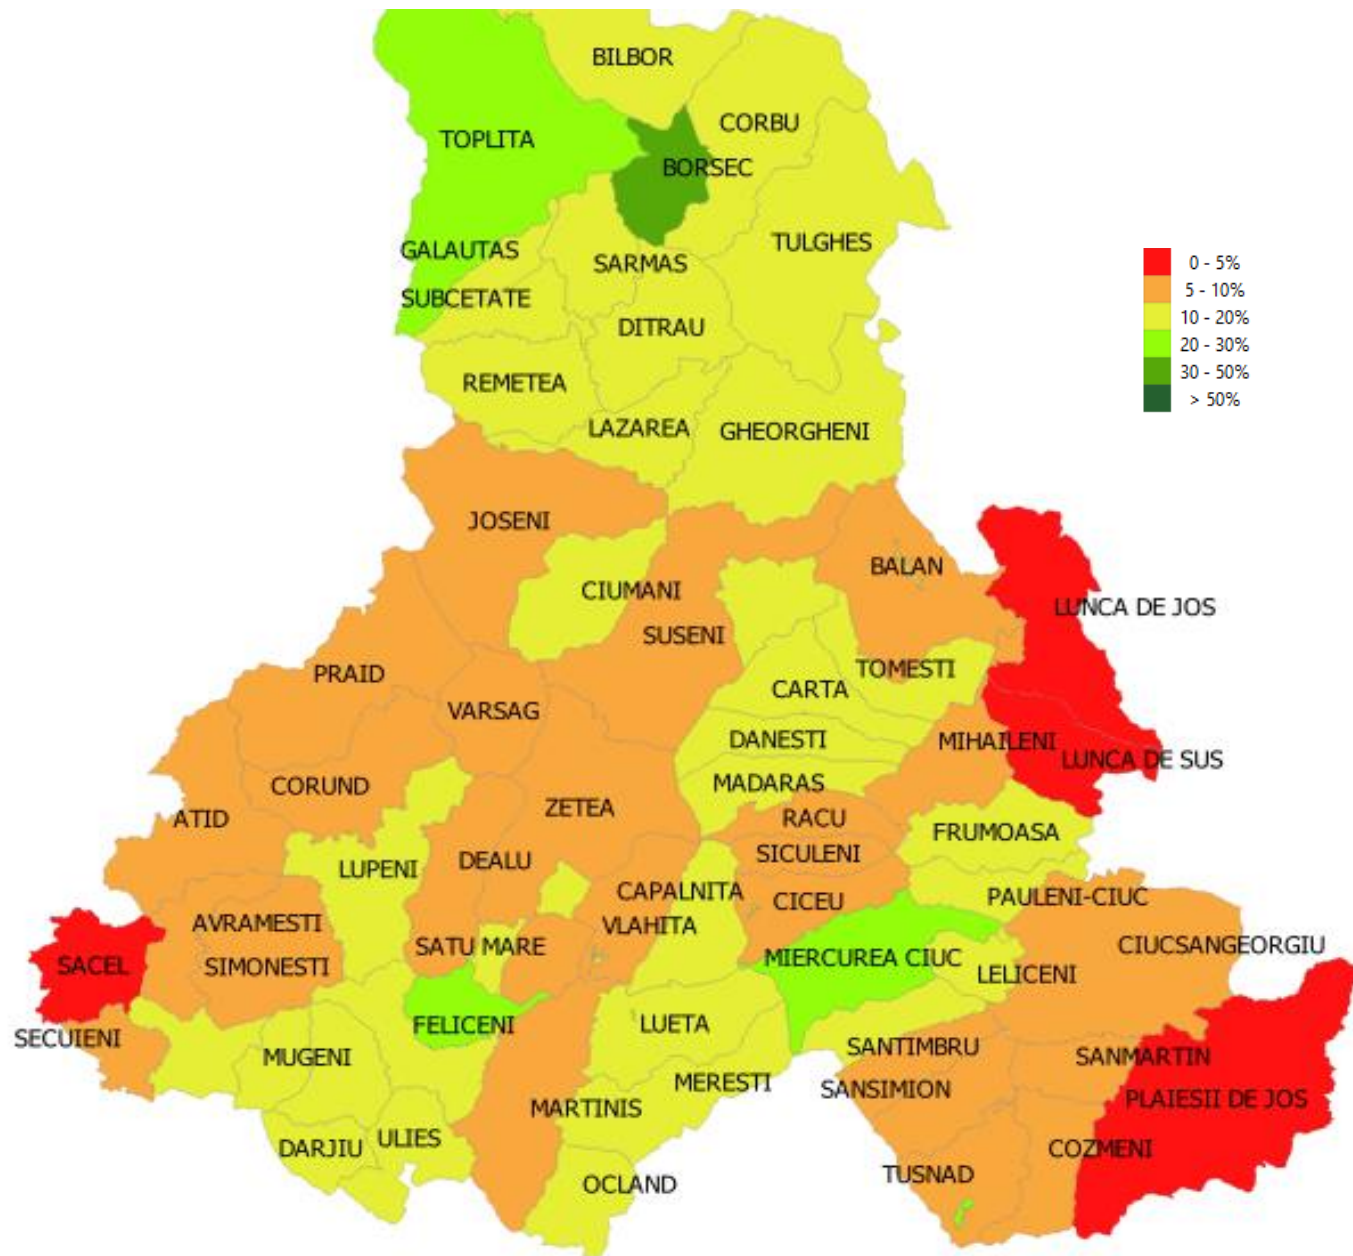 BILBOR
CORBU
TOPLITA
BORSEC
TULGHES
GALAUTAS
SARMAS
SUBCETATE
DITRAU
REMETEA
LAZAREA
GHEORGHENI
0 - 5%
5 - 10%
10 - 20%
20 - 30%
30 - 50%
> 50%
JOSENI
BALAN
CIUMANI
LUNCA DE JOS
SUSENI
PRAID
TOMESTI
CARTA
VARSAG
DANESTI
MIHAILENI
LUNCA DE SUS
CORUND
MADARAS
ZETEA
ATID
RACU
FRUMOASA
SICULENI
DEALU
LUPENI
CAPALNITA
CICEU
PAULENI-CIUC
AVRAMESTI
VLAHITA
SATU MARE
CIUCSANGEORGIU
MIERCUREA CIUC
SACEL
SIMONESTI
LELICENI
FELICENI
LUETA
SECUIENI
SANTIMBRU
MUGENI
SANMARTIN
MERESTI
SANSIMION
PLAIESII DE JOS
MARTINIS
ULIES
DARJIU
COZMENI
TUSNAD
OCLAND